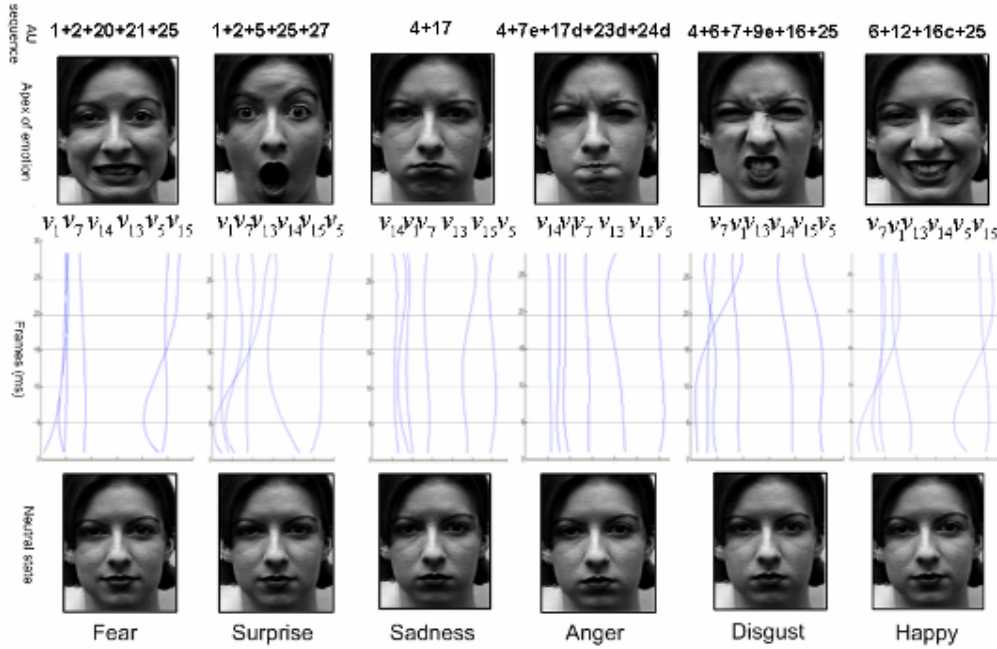 AU sequence
1+2+20+21+25
1+2+5+25+27
4+17
4+7e+17d+23d+24d
4+6+7+9e+16+25
6+12+16c+25
Apex of emotion
v1 v7 v14 v13 v5 v15
v1 v7 v13 v14 v15 v5
v14 v1 v7 v13 v15 v5
v14 v1 v7 v13 v15 v5
v7 v1 v13 v14 v15 v5
v7 v1 v13 v14 v5 v15
Frames (ms)
Neutral state
Fear
Surprise
Sadness
Anger
Disgust
Happy